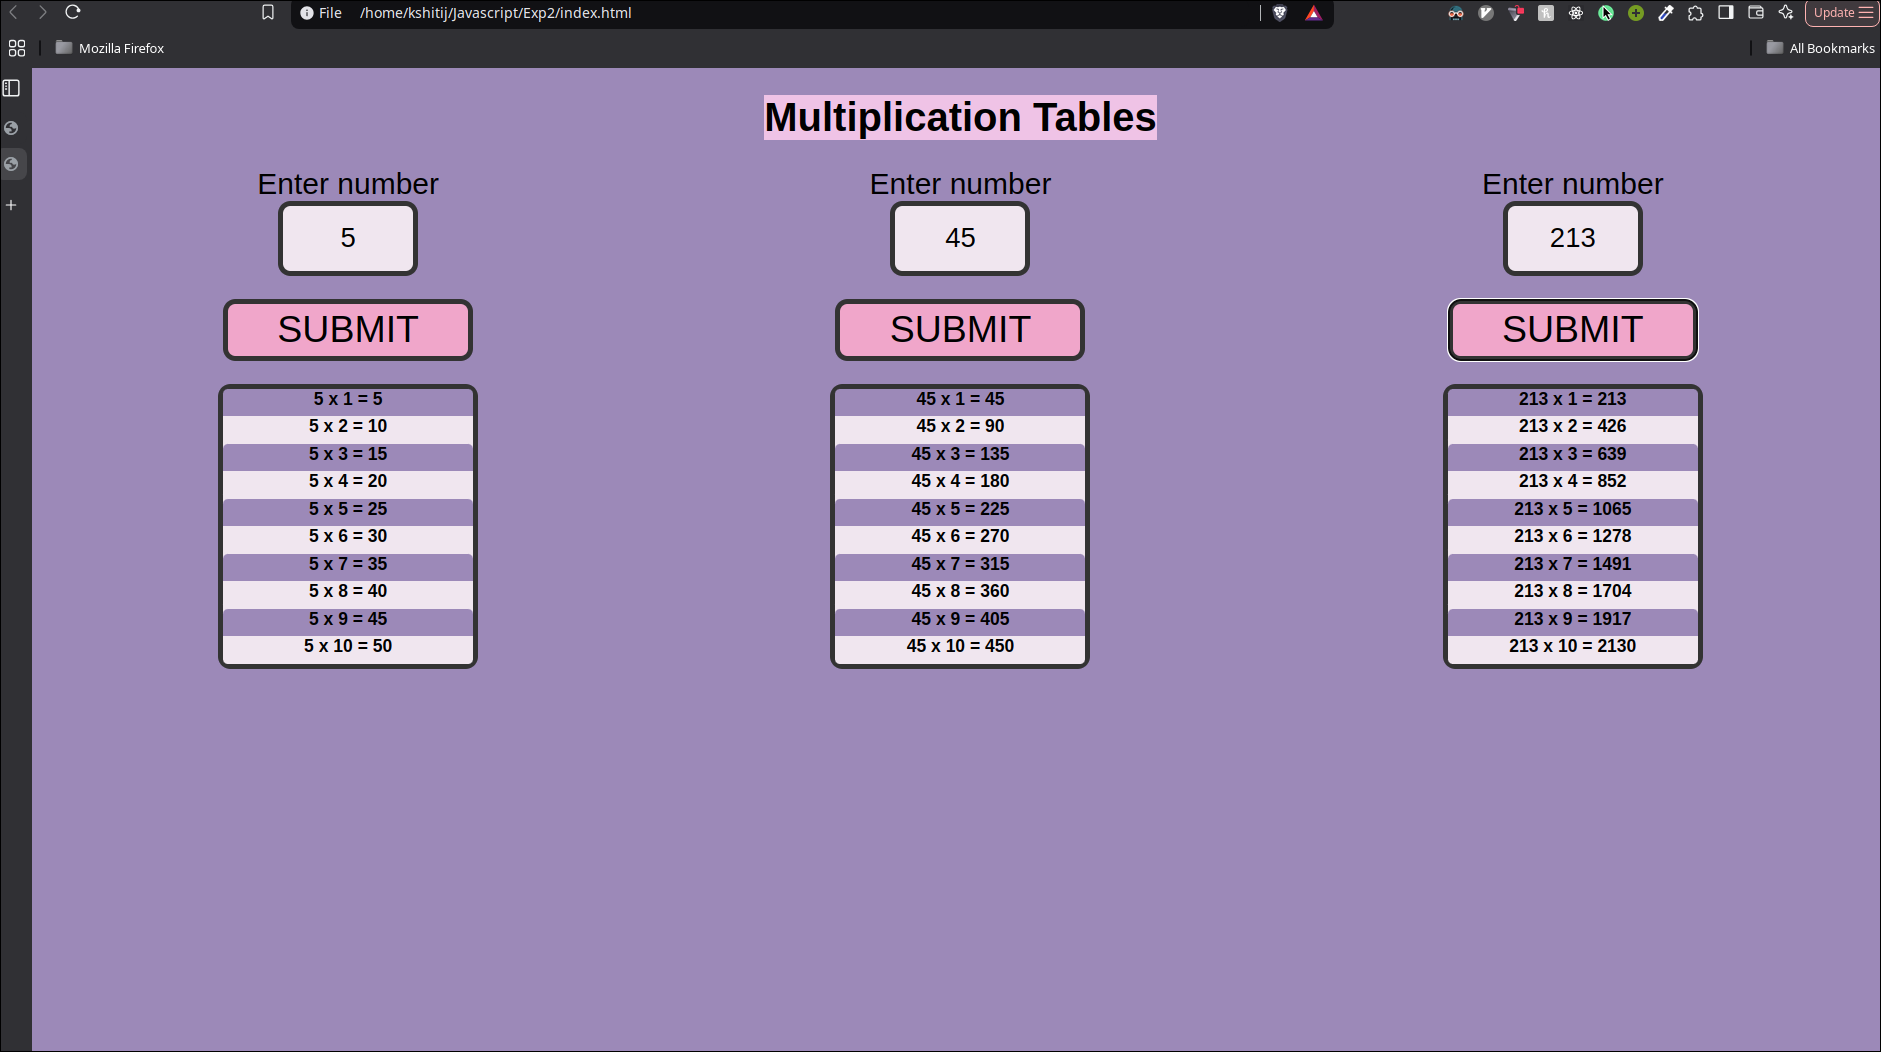 File /home/kshitij/Javascript/Exp2/index.html
Update
Mozilla Firefox
All Bookmarks
Multiplication Tables
Enter number
5
SUBMIT
5 x 1 = 5
5 x 2 = 10
5 x 3 = 15
5 x 4 = 20
5 x 5 = 25
5 x 6 = 30
5 x 7 = 35
5 x 8 = 40
5 x 9 = 45
5 x 10 = 50
Enter number
45
SUBMIT
45 x 1 = 45
45 x 2 = 90
45 x 3 = 135
45 x 4 = 180
45 x 5 = 225
45 x 6 = 270
45 x 7 = 315
45 x 8 = 360
45 x 9 = 405
45 x 10 = 450
Enter number
213
SUBMIT
213 x 1 = 213
213 x 2 = 426
213 x 3 = 639
213 x 4 = 852
213 x 5 = 1065
213 x 6 = 1278
213 x 7 = 1491
213 x 8 = 1704
213 x 9 = 1917
213 x 10 = 2130